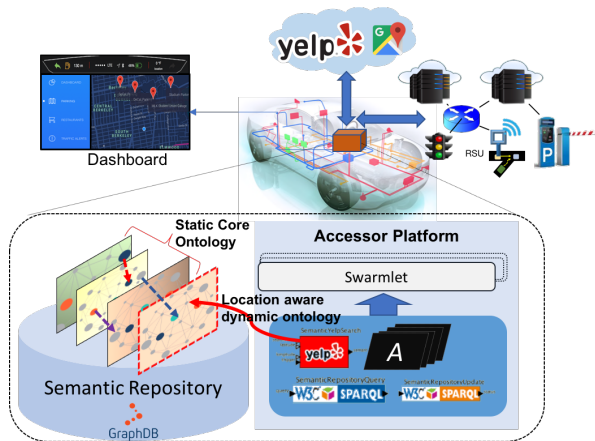 yelp
G
Dashboard
RSU
P
Static Core
Ontology
Accessor Platform
Swarmlet
Location aware
dynamic ontology
SemanticYelpSearch
yelp
A
SemanticRepositoryQuery
SemanticRepositoryUpdate
W3C SPARQL
W3C SPARQL
Semantic Repository
GraphDB